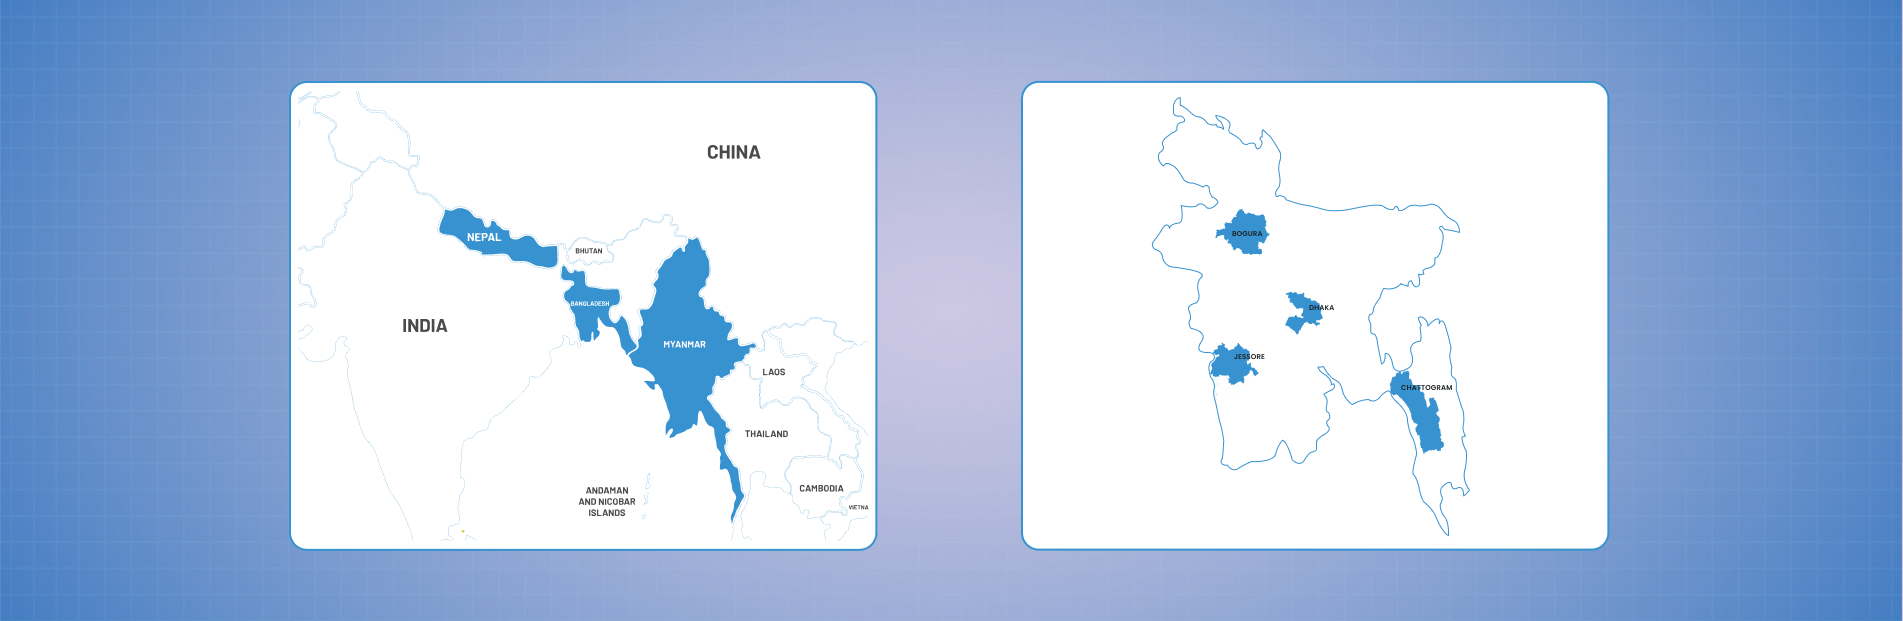 CHINA
NEPAL
BHUTAN
BANGLADESH
INDIA
MYANMAR
LAOS
THAILAND
CAMBODIA
ANDAMAN
AND NICOBAR
ISLANDS
VIETNA
BOGURA
DHAKA
JESSORE
CHATTOGRAM